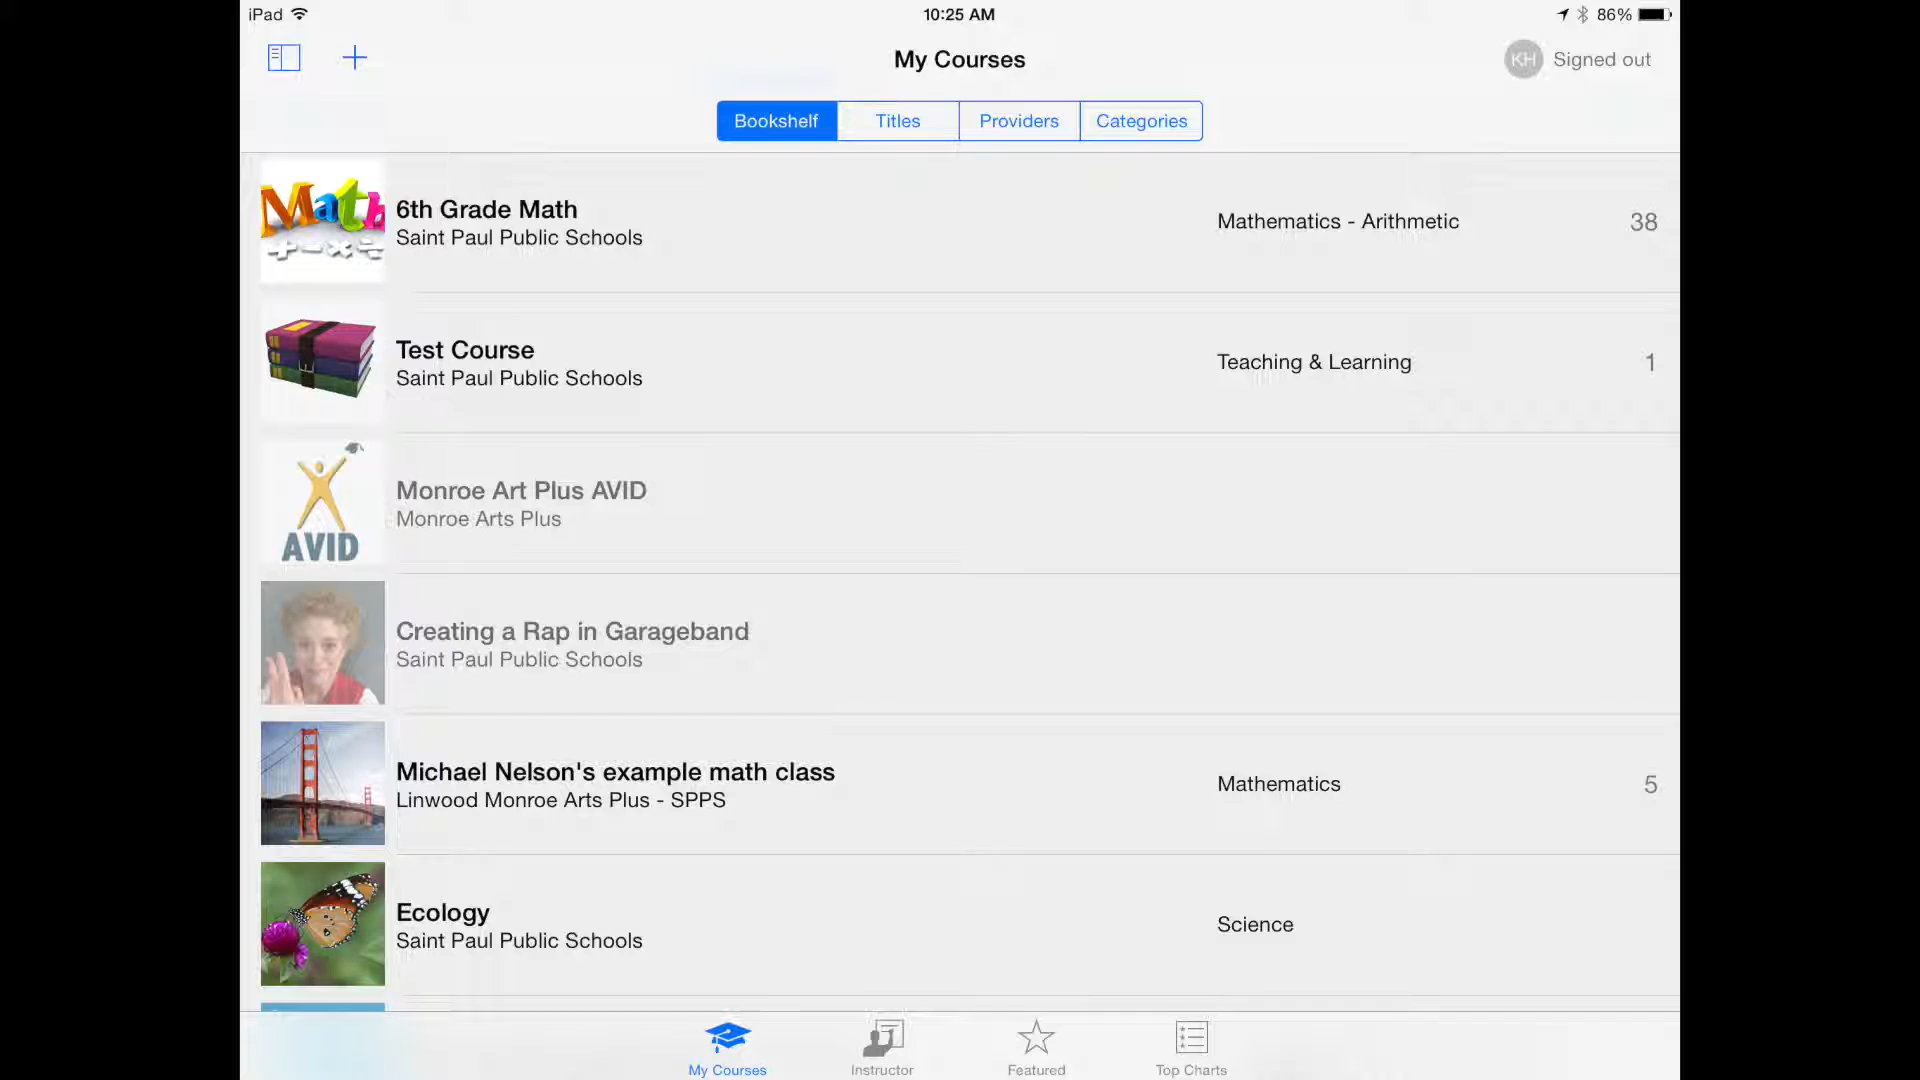 iPad 10:25 AM 86%
My Courses
KH Signed out
Bookshelf Titles Providers Categories
Math
6th Grade Math
Saint Paul Public Schools
Mathematics - Arithmetic
38
Test Course
Saint Paul Public Schools
Teaching & Learning
1
AVID
Monroe Art Plus AVID
Monroe Arts Plus
Creating a Rap in Garageband
Saint Paul Public Schools
Michael Nelson's example math class
Linwood Monroe Arts Plus - SPPS
Mathematics
5
Ecology
Saint Paul Public Schools
Science
My Courses Instructor Featured Top Charts